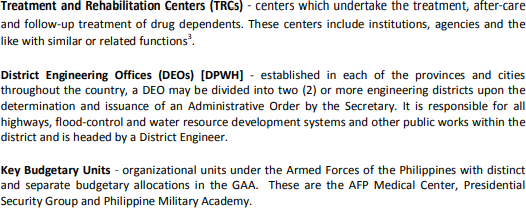 Treatment and Rehabilitation Centers (TRCs) - centers which undertake the treatment, after-care
and follow-up treatment of drug dependents. These centers include institutions, agencies and the
like with similar or related functions³.
District Engineering Offices (DEOs) [DPWH] - established in each of the provinces and cities
throughout the country, a DEO may be divided into two (2) or more engineering districts upon the
determination and issuance of an Administrative Order by the Secretary. It is responsible for all
highways, flood-control and water resource development systems and other public works within the
district and is headed by a District Engineer.
Key Budgetary Units - organizational units under the Armed Forces of the Philippines with distinct
and separate budgetary allocations in the GAA. These are the AFP Medical Center, Presidential
Security Group and Philippine Military Academy.